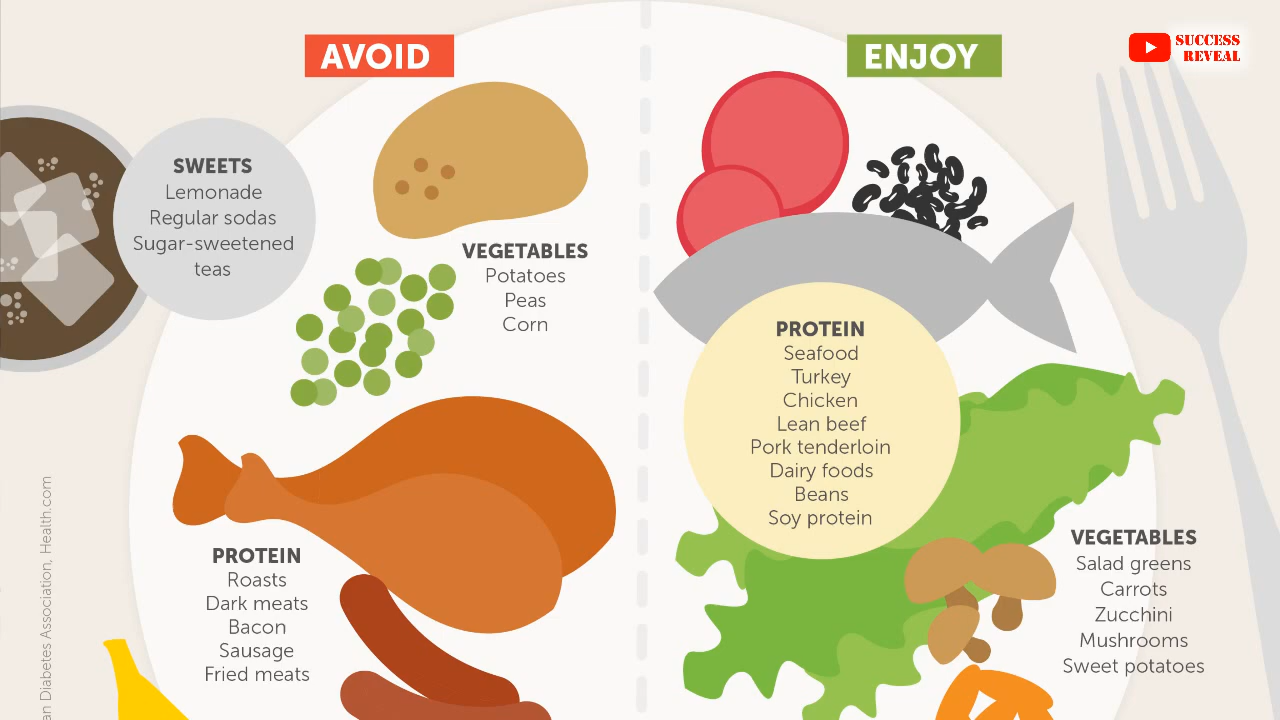 AVOID
ENJOY
SUCCESS
REVEAL
SWEETS
Lemonade
Regular sodas
Sugar-sweetened
teas
VEGETABLES
Potatoes
Peas
Corn
PROTEIN
Roasts
Dark meats
Bacon
Sausage
Fried meats
PROTEIN
Seafood
Turkey
Chicken
Lean beef
Pork tenderloin
Dairy foods
Beans
Soy protein
VEGETABLES
Salad greens
Carrots
Zucchini
Mushrooms
Sweet potatoes
Diabetes Association, Health.com